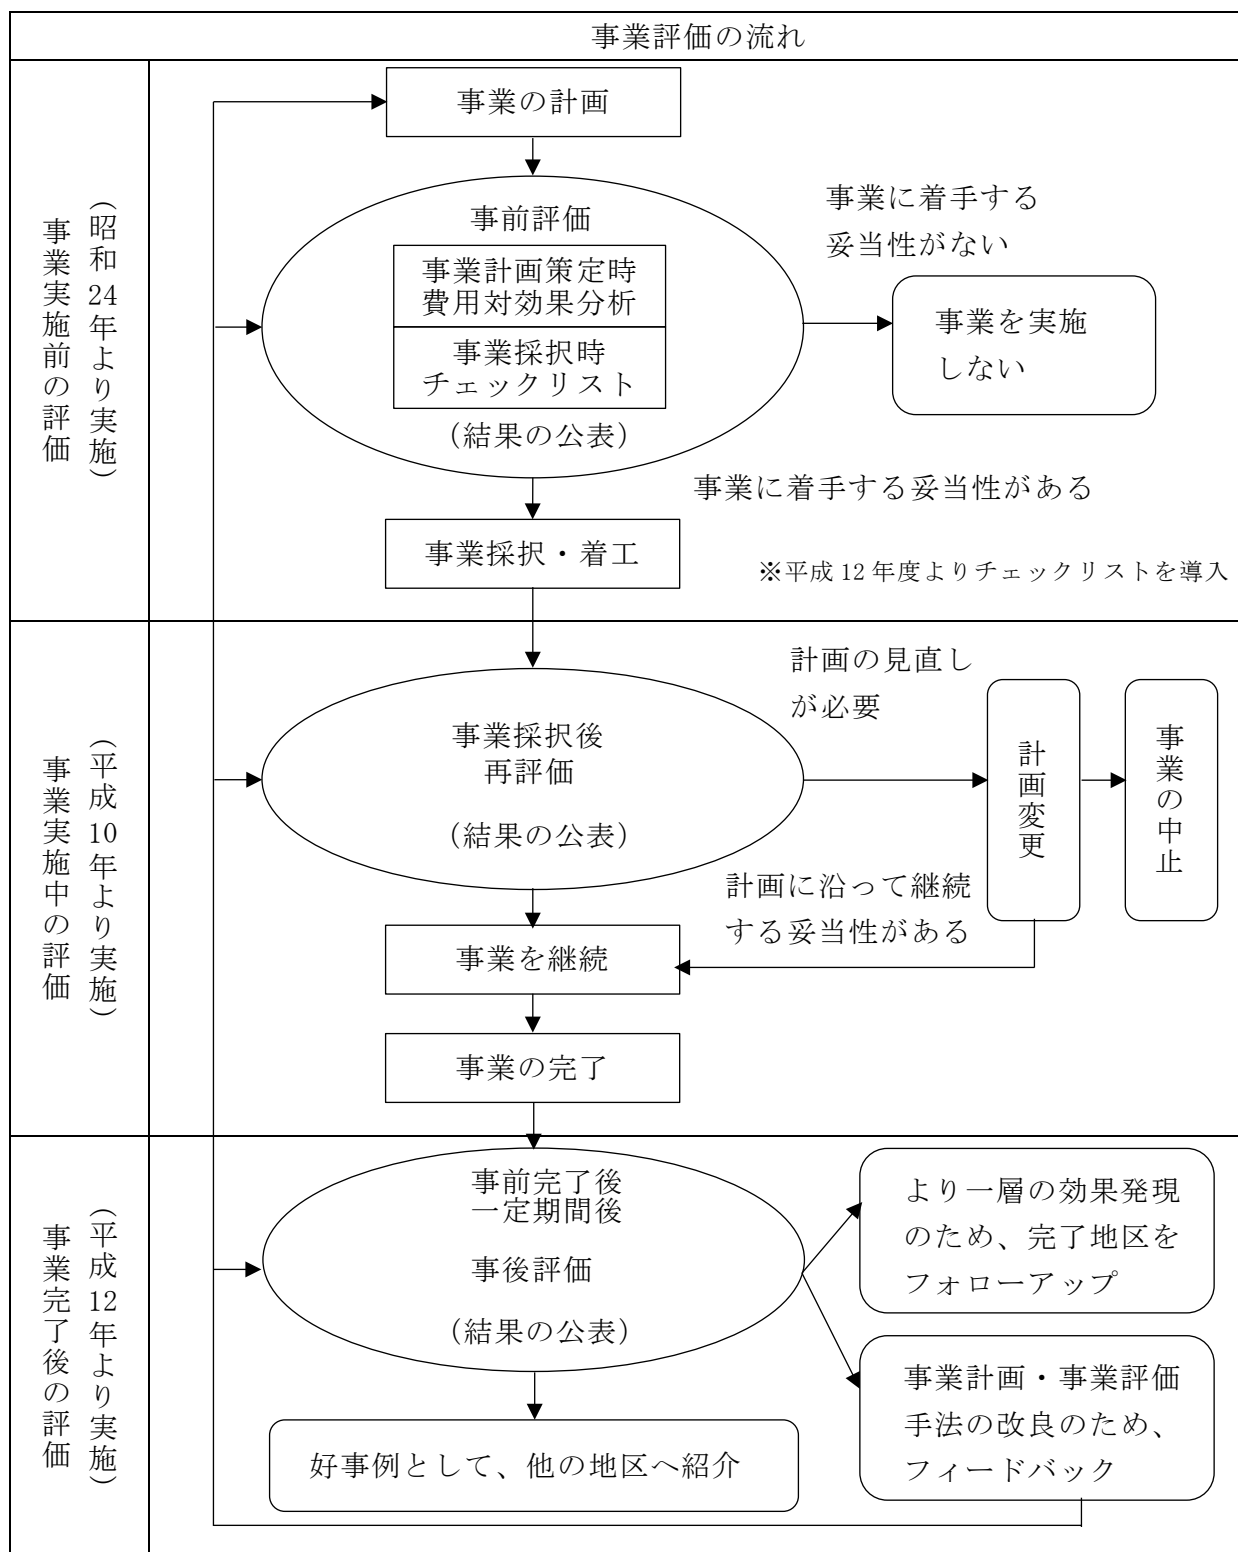 事業評価の流れ
事業実施前の評価
（昭和24年より実施）
事業の計画
事前評価
事業計画策定時
費用対効果分析
事業採択時
チェックリスト
（結果の公表）
事業に着手する
妥当性がない
事業を実施
しない
事業に着手する妥当性がある
事業採択・着工
※平成12年度よりチェックリストを導入
事業実施中の評価
（平成10年より実施）
事業採択後
再評価
（結果の公表）
計画の見直し
が必要
計画変更
事業の中止
計画に沿って継続
する妥当性がある
事業を継続
事業の完了
事業完了後の評価
（平成12年より実施）
事前完了後
一定期間後
事後評価
（結果の公表）
より一層の効果発現
のため、完了地区を
フォローアップ
事業計画・事業評価
手法の改良のため、
フィードバック
好事例として、他の地区へ紹介